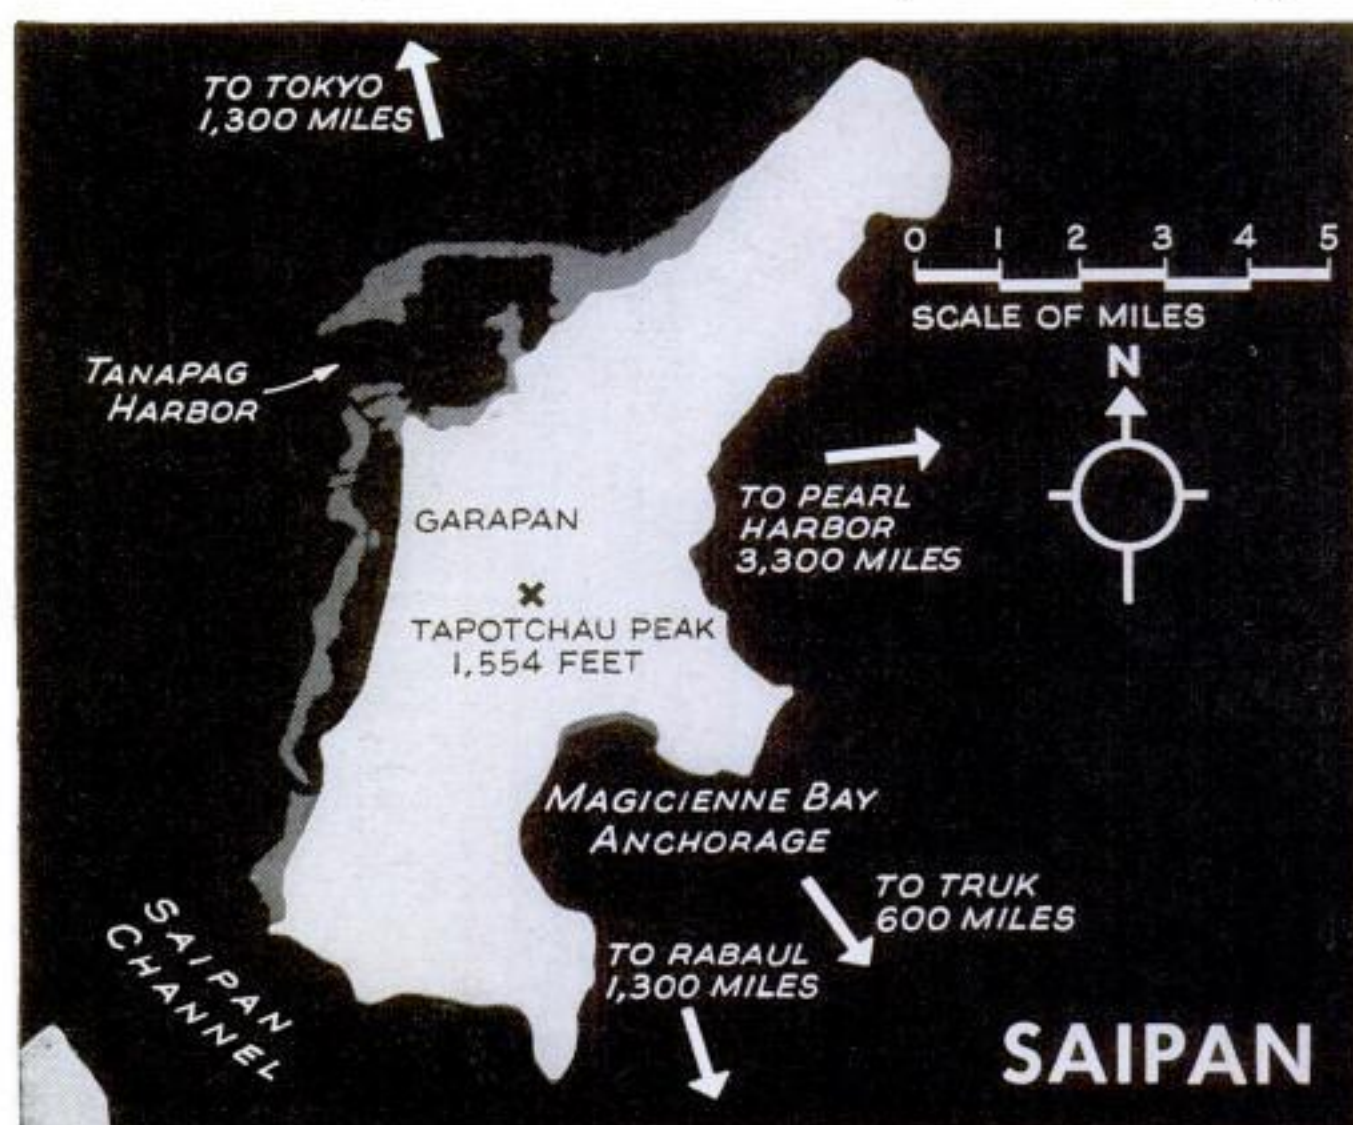 TO TOKYO
1,300 MILES
0 1 2 3 4 5
SCALE OF MILES
N
TANAPAG
HARBOR
GARAPAN
TO PEARL
HARBOR
3,300 MILES
TAPOTCHAU PEAK
1,554 FEET
MAGICIENNE BAY
ANCHORAGE
TO TRUK
600 MILES
SAIPAN
CHANNEL
TO RABAUL
1,300 MILES
SAIPAN